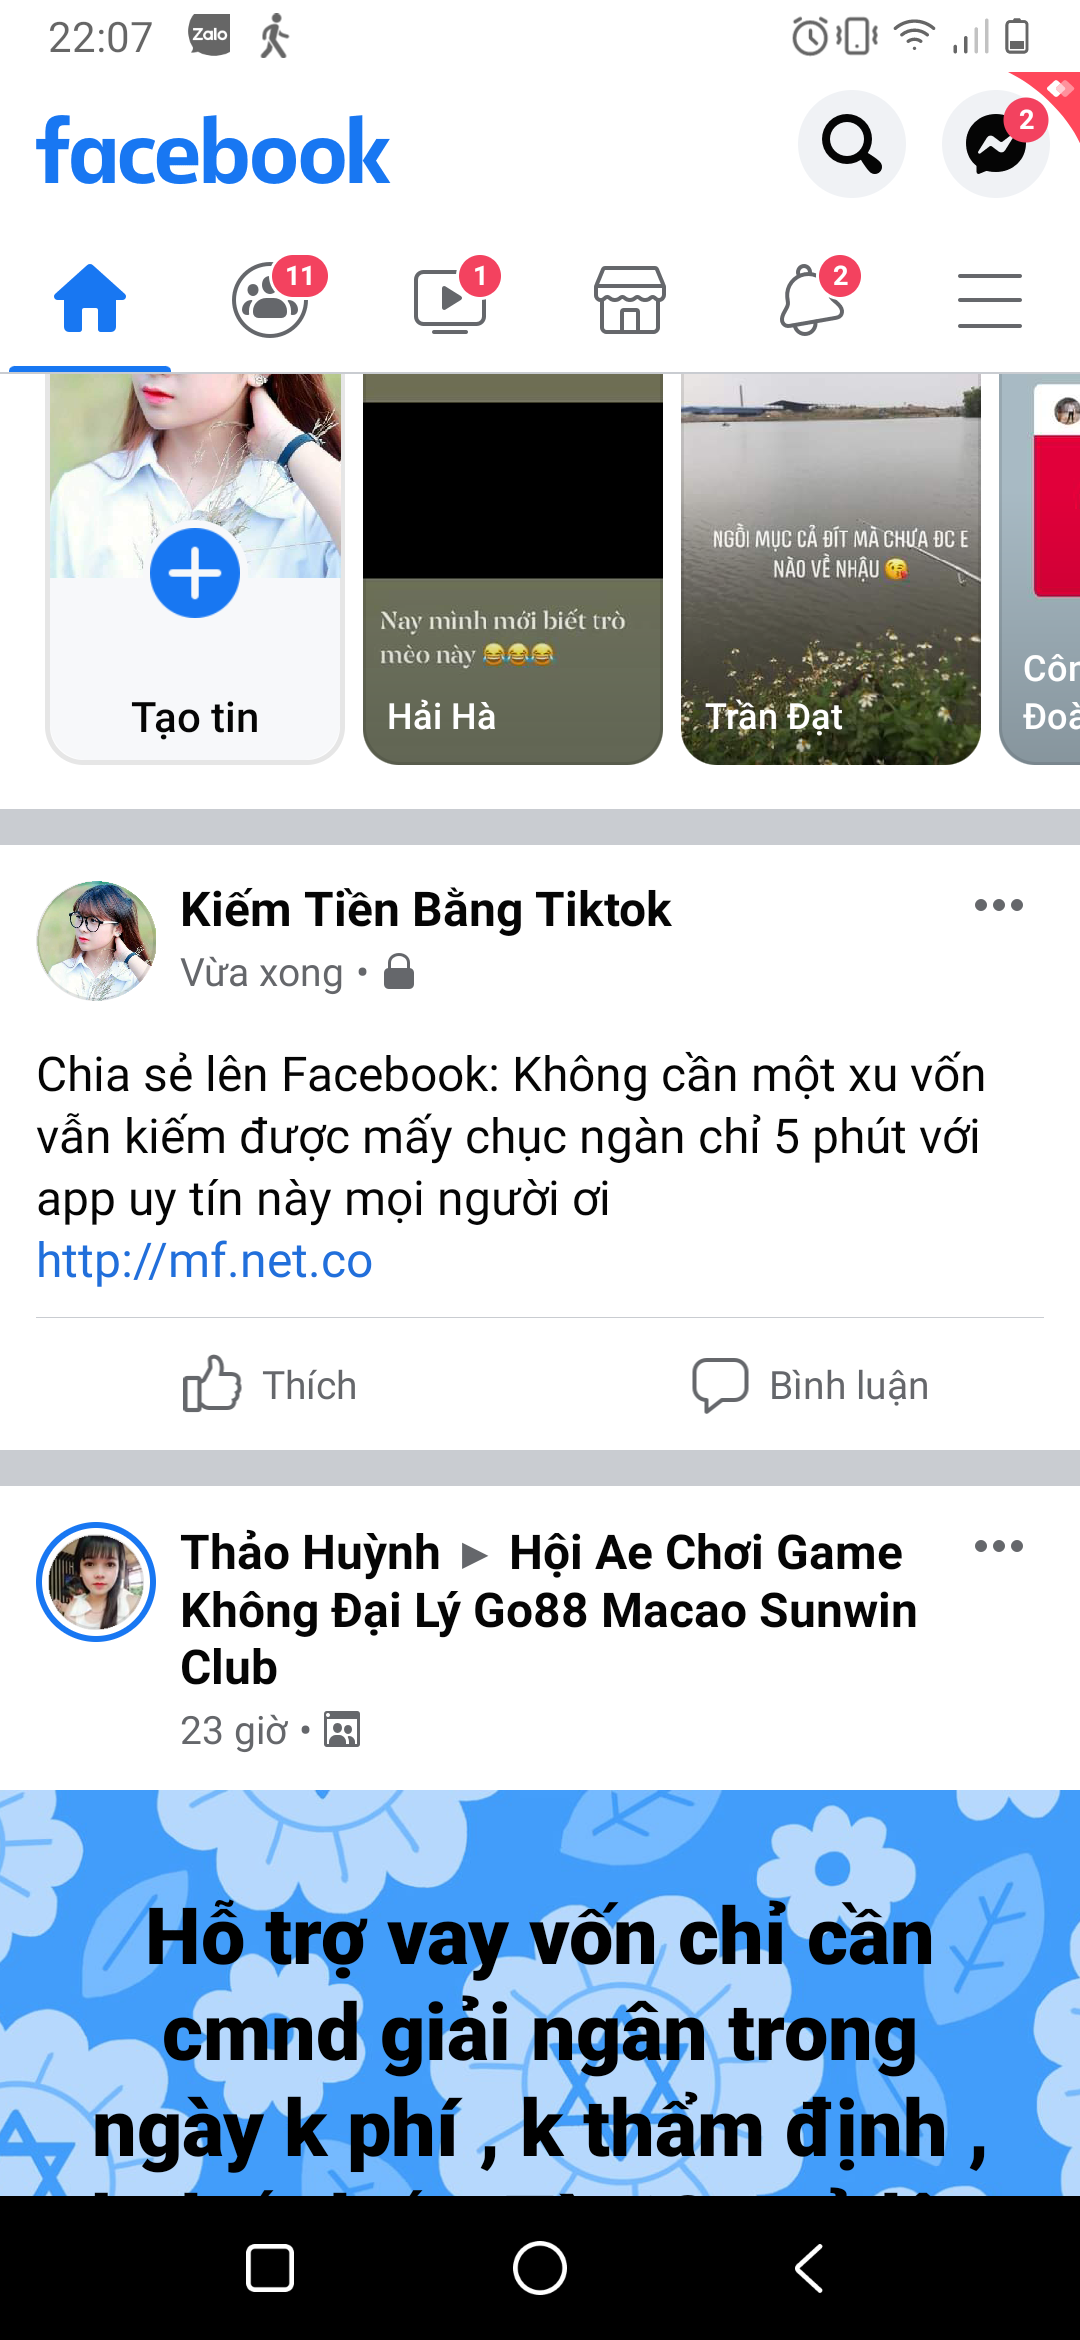 22:07
Zalo
facebook
2
11
1
2
NGỒI MỤC CẢ ĐÍT MÀ CHƯA ĐC E
NÀO VỀ NHẬU 😘
Nay mình mới biết trò
mèo này 😂😂😂
Tạo tin
Hải Hà
Trần Đạt
Kiếm Tiền Bằng Tiktok
Vừa xong •
Chia sẻ lên Facebook: Không cần một xu vốn
vẫn kiếm được mấy chục ngàn chỉ 5 phút với
app uy tín này mọi người ơi
http://mf.net.co
Thích
Bình luận
Thảo Huỳnh ▶ Hội Ae Chơi Game
Không Đại Lý Go88 Macao Sunwin
Club
23 giờ •
Hỗ trợ vay vốn chỉ cần
cmnd giải ngân trong
ngày k phí , k thẩm định ,